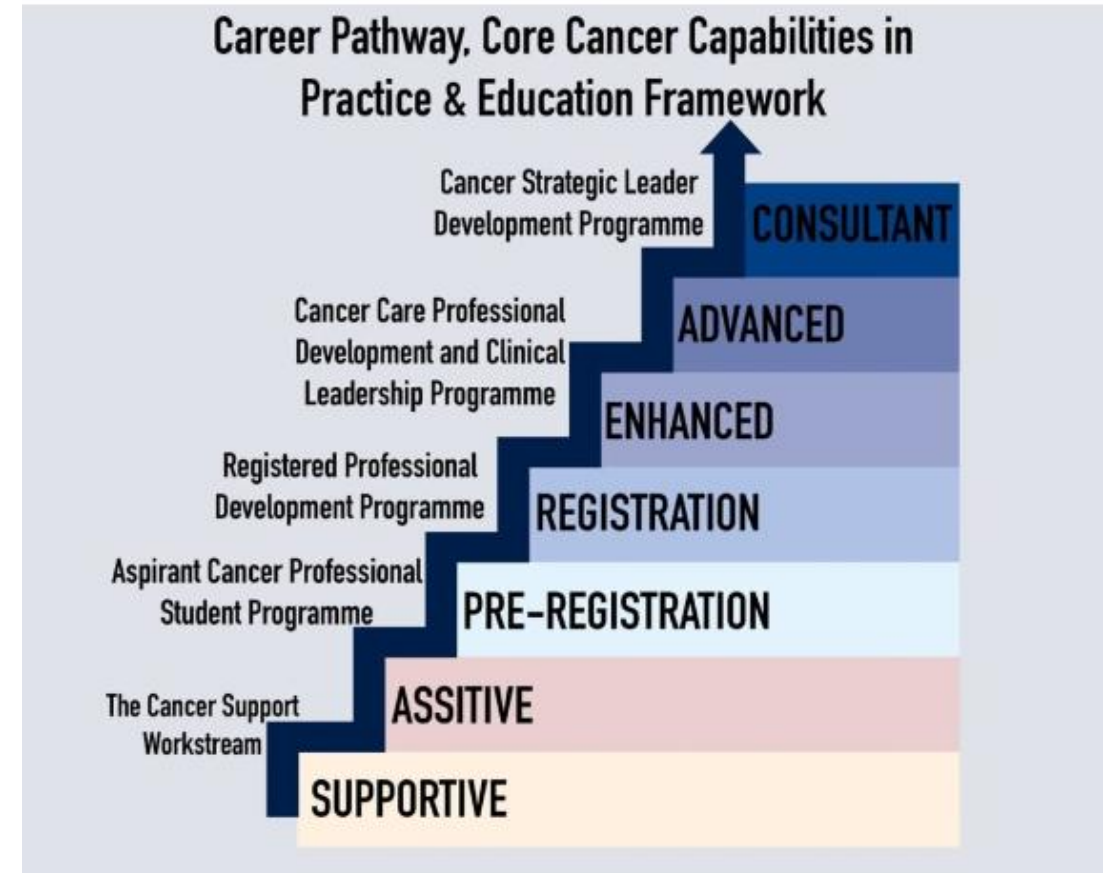 Career Pathway, Core Cancer Capabilities in
Practice & Education Framework
Cancer Strategic Leader
Development Programme
CONSULTANT
Cancer Care Professional
Development and Clinical
Leadership Programme
ADVANCED
ENHANCED
Registered Professional
Development Programme
REGISTRATION
Aspirant Cancer Professional
Student Programme
PRE-REGISTRATION
The Cancer Support
Workstream
ASSITIVE
SUPPORTIVE